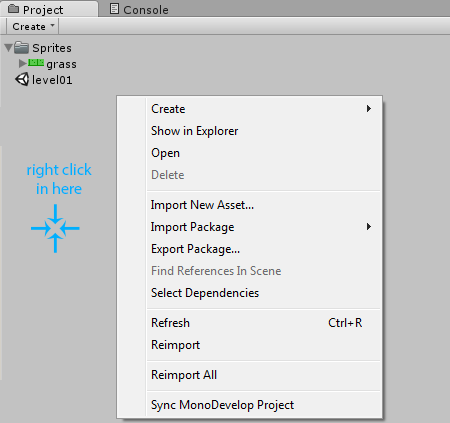 Project
Console
Create
Sprites
grass
level01
right click
in here
Create
Show in Explorer
Open
Delete
Import New Asset...
Import Package
Export Package...
Find References In Scene
Select Dependencies
Refresh Ctrl+R
Reimport
Reimport All
Sync MonoDevelop Project